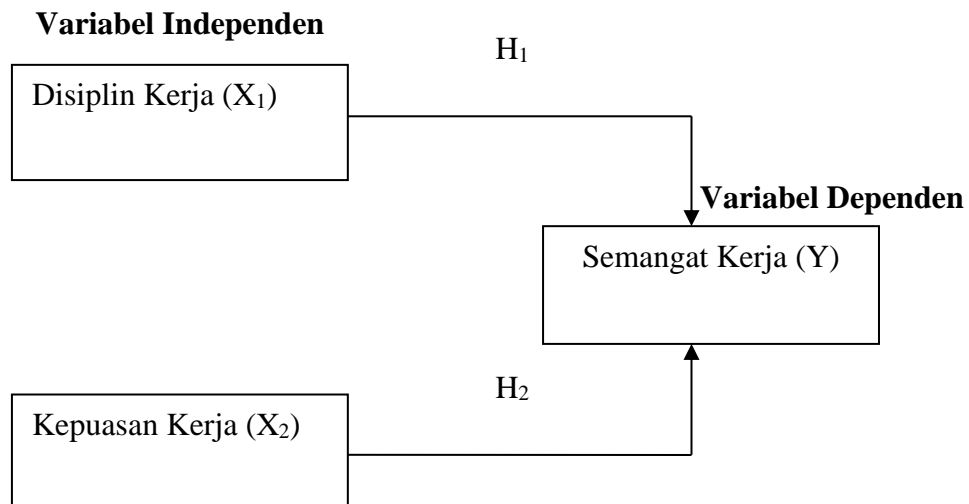 Variabel Independen
H₁
Disiplin Kerja (X₁)
Variabel Dependen
Semangat Kerja (Y)
H₂
Kepuasan Kerja (X₂)